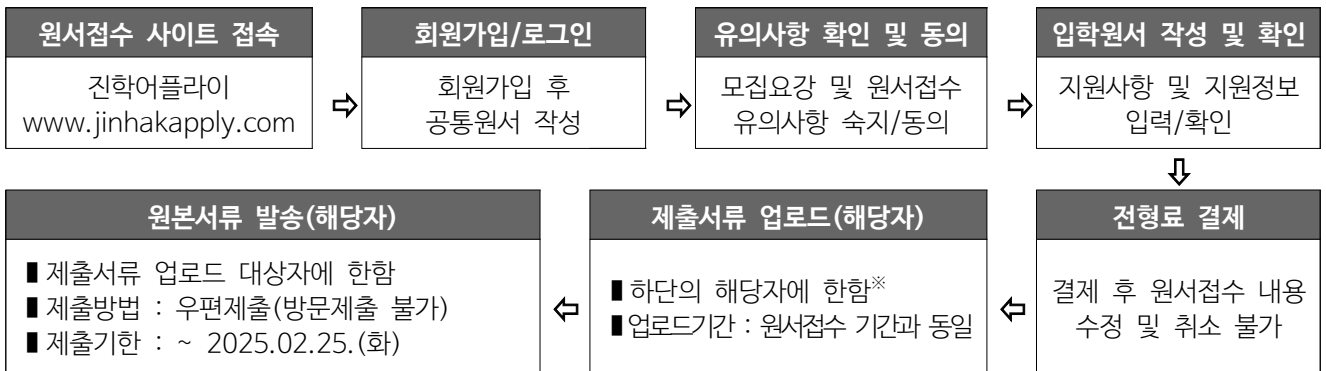 원서접수 사이트 접속
진학어플라이
www.jinhakapply.com
⇨
회원가입/로그인
회원가입 후
공통원서 작성
⇨
유의사항 확인 및 동의
모집요강 및 원서접수
유의사항 숙지/동의
⇨
입학원서 작성 및 확인
지원사항 및 지원정보
입력/확인
⇩
전형료 결제
결제 후 원서접수 내용
수정 및 취소 불가
⇦
제출서류 업로드(해당자)
▮하단의 해당자에 한함※
▮업로드기간 : 원서접수 기간과 동일
⇦
원본서류 발송(해당자)
▮제출서류 업로드 대상자에 한함
▮제출방법 : 우편제출(방문제출 불가)
▮제출기한 : ~ 2025.02.25.(화)